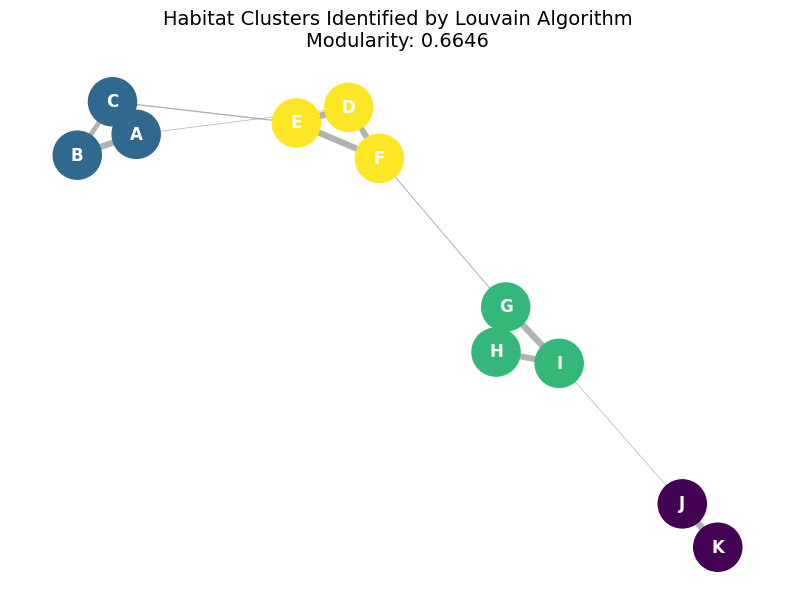 Habitat Clusters Identified by Louvain Algorithm
Modularity: 0.6646
C
D
E
A
B
F
G
H
I
J
K